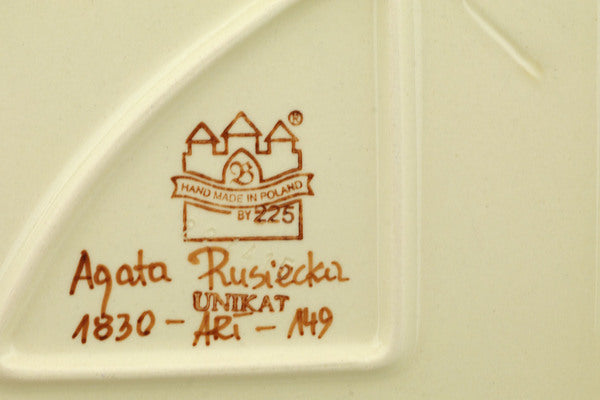 ®
B
HAND MADE IN POLAND
BY 225
Agata Rusiecka
UNIKAT
1830 - ART - 149